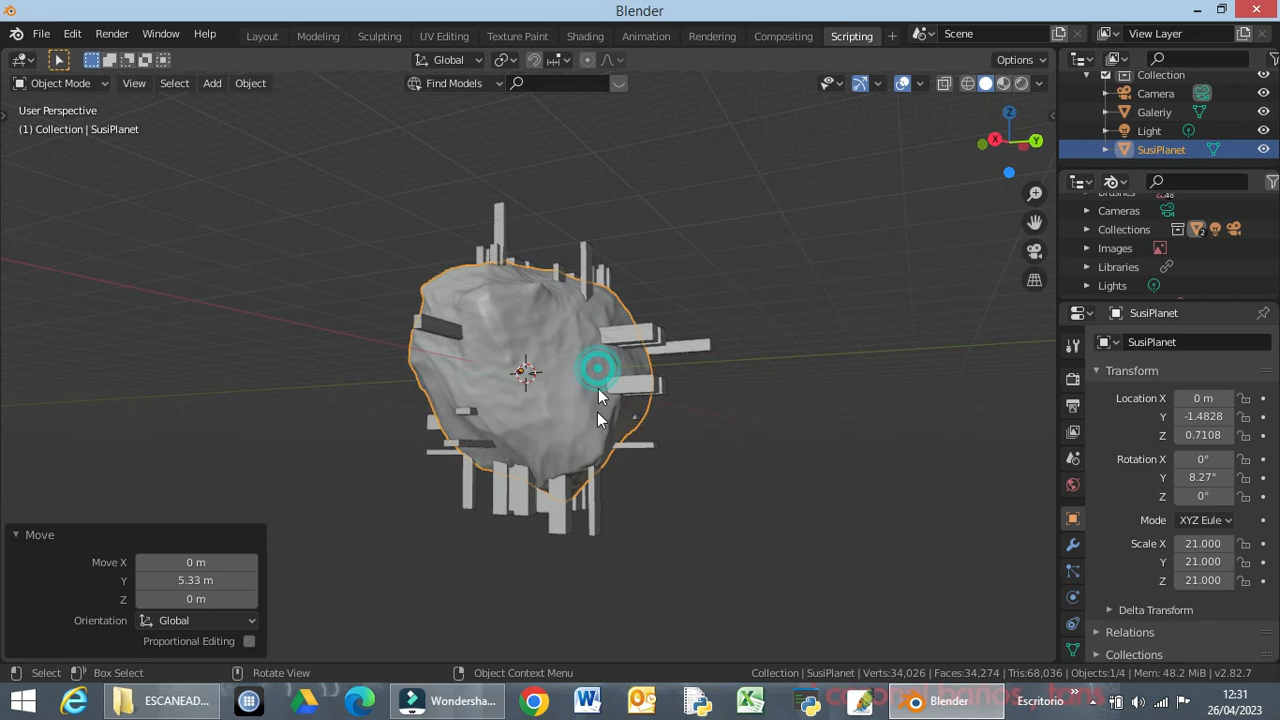 Blender
File Edit Render Window Help
Layout Modeling Sculpting UV Editing Texture Paint Shading Animation Rendering Compositing Scripting
Scene View Layer
Global Options
Object Mode View Select Add Object Find Models
User Perspective
(1) Collection | SusiPlanet
Z
X Y
Collection
Camera
Galeriy
Light
SusiPlanet
Cameras
Collections 2
Images
Libraries
Lights
SusiPlanet
SusiPlanet
Transform
Location X 0 m
Y -1.4828
Z 0.7108
Rotation X 0°
Y 8.27°
Z 0°
Mode XYZ Eule
Scale X 21.000
Y 21.000
Z 21.000
Delta Transform
Relations
Collections
Move
Move X 0 m
Y 5.33 m
Z 0 m
Orientation Global
Proportional Editing
Select Box Select Rotate View Object Context Menu
Collection | SusiPlanet | Verts:34,026 | Faces:34,274 | Tris:68,036 | Objects:1/4 | Mem: 48.2 MiB | v2.82.7
ESCANEAD... Wondersha... Blender Escritorio
12:31
26/04/2023